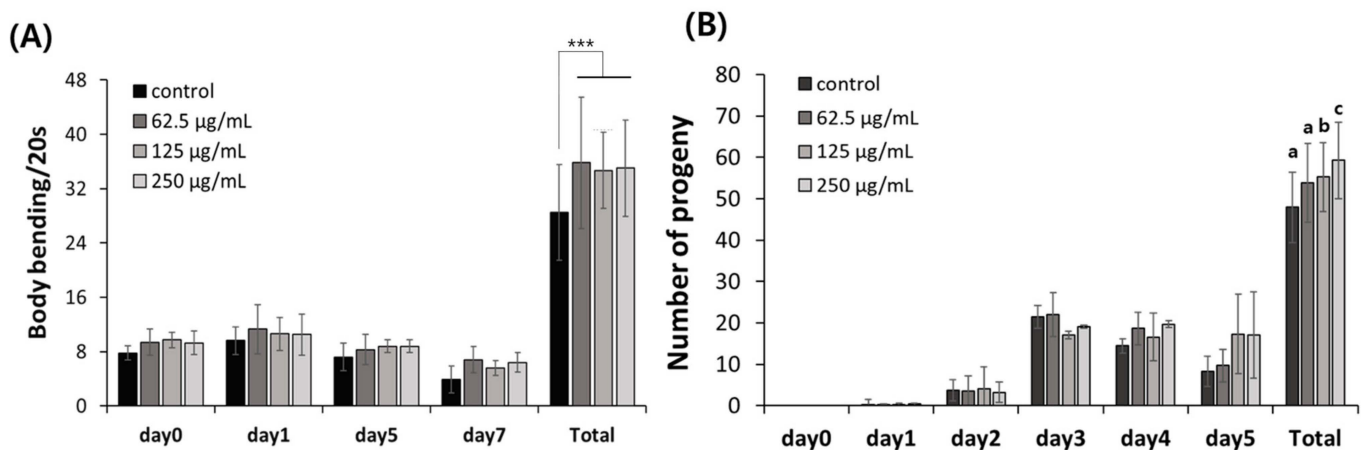 (A)
***
Body bending/20s
48
40
32
24
16
8
0
control
62.5 µg/mL
125 µg/mL
250 µg/mL
day0 day1 day5 day7 Total
(B)
Number of progeny
80
70
60
50
40
30
20
10
0
control
62.5 µg/mL
125 µg/mL
250 µg/mL
a a b c
day0 day1 day2 day3 day4 day5 Total